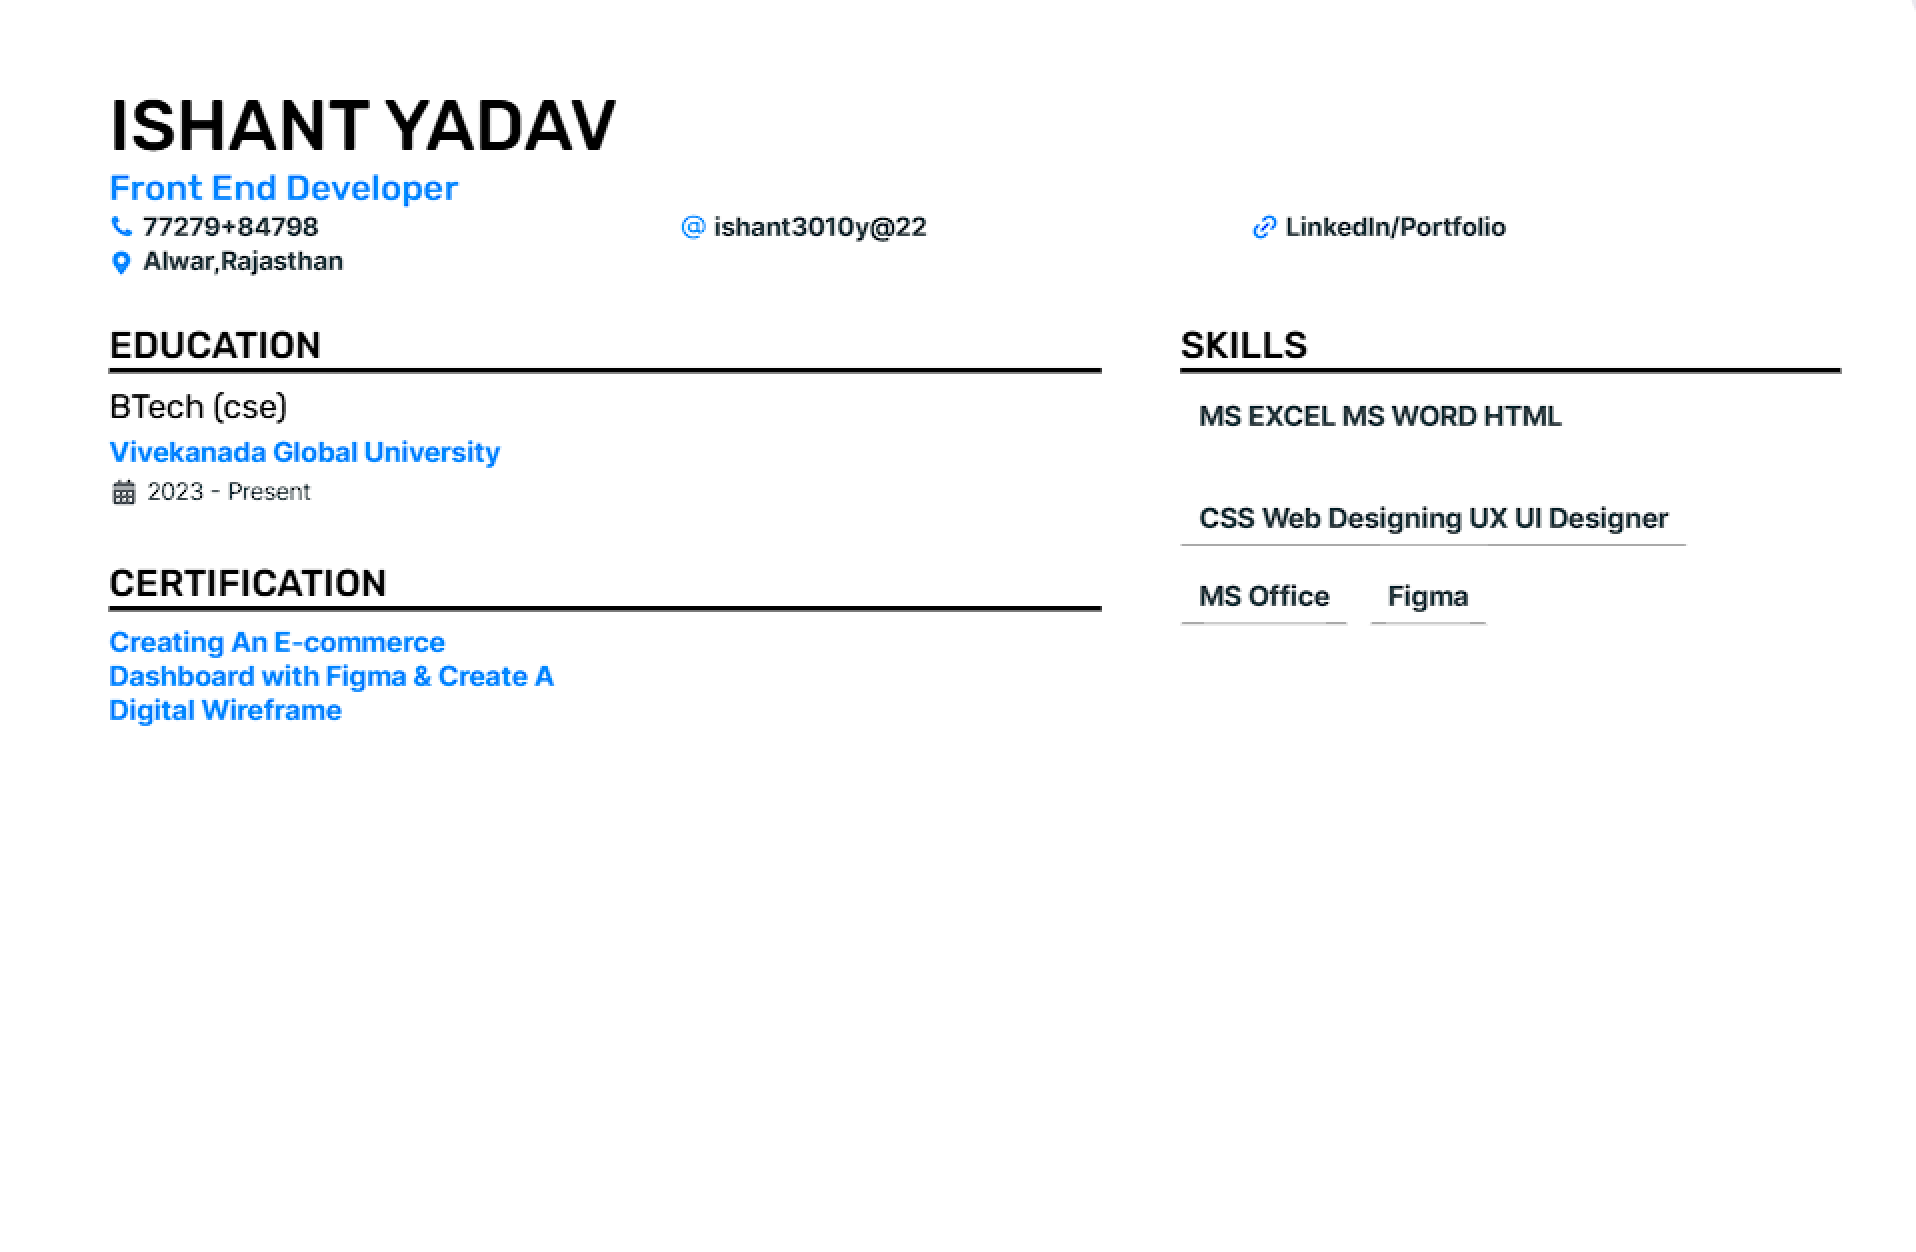 ISHANT YADAV
Front End Developer
77279+84798
ishant3010y@22
LinkedIn/Portfolio
Alwar,Rajasthan
EDUCATION
BTech (cse)
Vivekanada Global University
2023 - Present
CERTIFICATION
Creating An E-commerce
Dashboard with Figma & Create A
Digital Wireframe
SKILLS
MS EXCEL MS WORD HTML
CSS Web Designing UX UI Designer
MS Office Figma